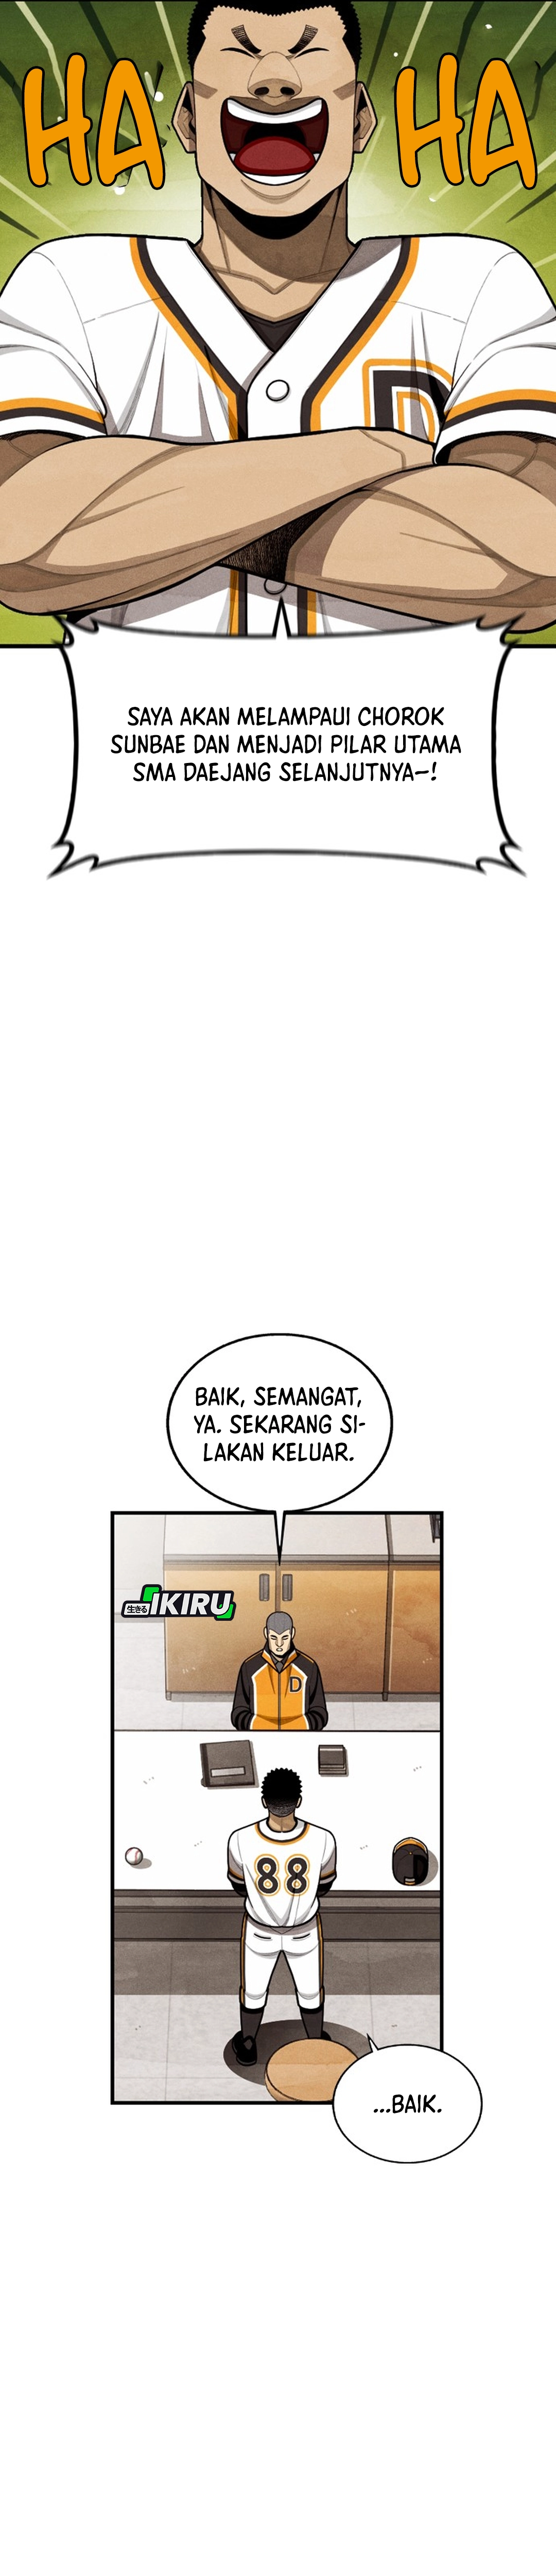 HA HA
D
SAYA AKAN MELAMPAUI CHOROK
SUNBAE DAN MENJADI PILAR UTAMA
SMA DAEJANG SELANJUTNYA–!
BAIK, SEMANGAT,
YA. SEKARANG SI-
LAKAN KELUAR.
生きる IKIRU
D
88
...BAIK.